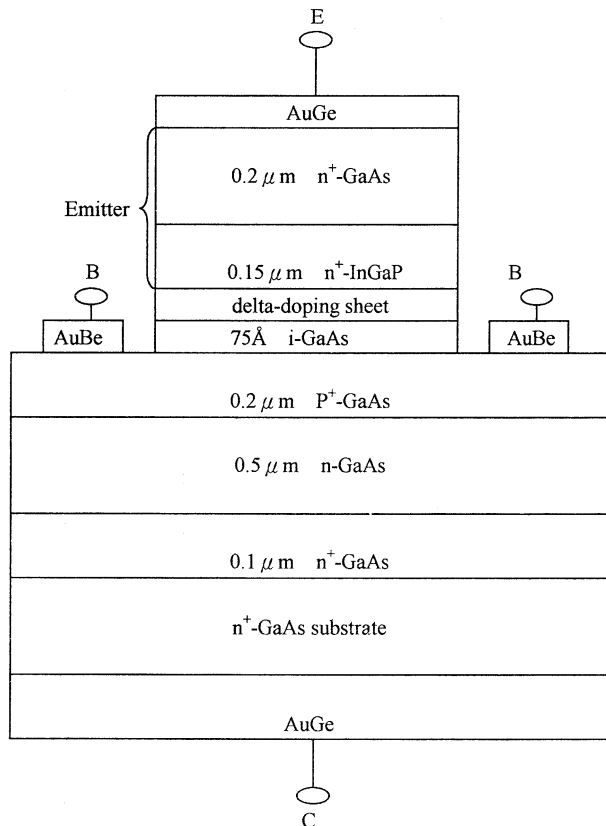 E
AuGe
0.2 μm n⁺-GaAs
Emitter
0.15 μm n⁺-InGaP
B
B
delta-doping sheet
AuBe
75Å i-GaAs
AuBe
0.2 μm P⁺-GaAs
0.5 μm n-GaAs
0.1 μm n⁺-GaAs
n⁺-GaAs substrate
AuGe
C